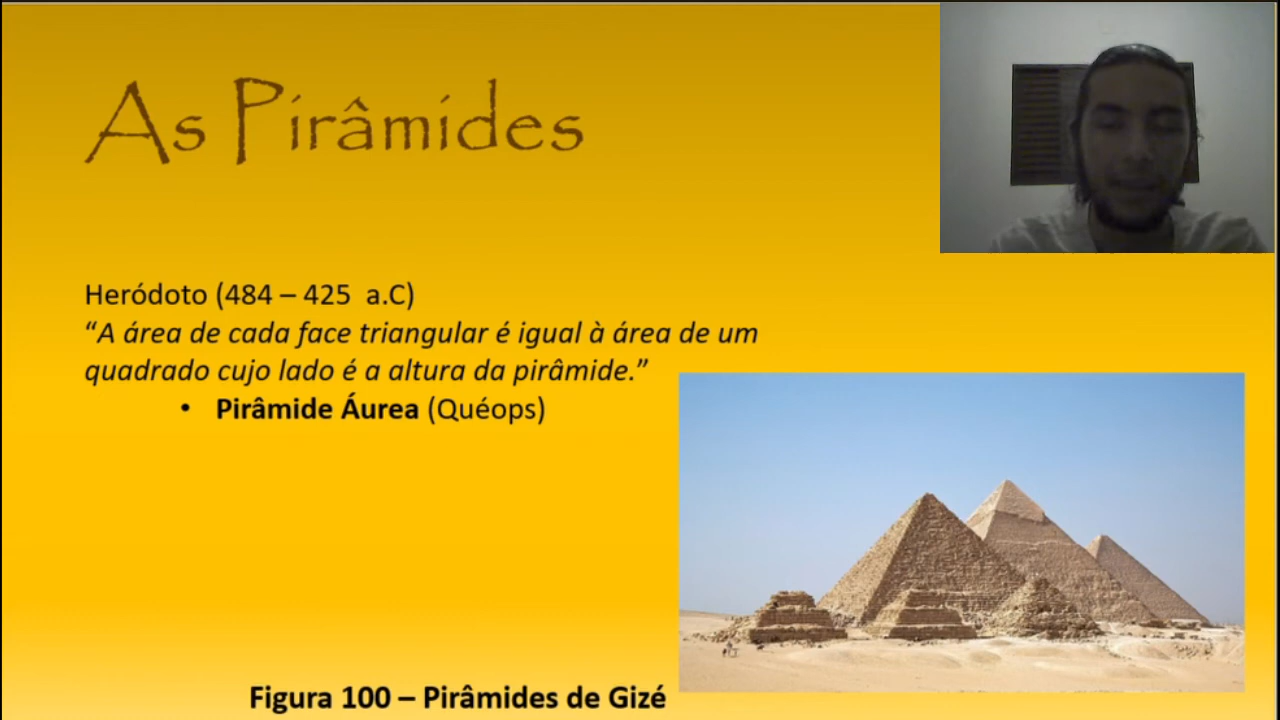 As Pirâmides
Heródoto (484 – 425  a.C)
“A área de cada face triangular é igual à área de um
quadrado cujo lado é a altura da pirâmide.”
• Pirâmide Áurea (Quéops)
Figura 100 – Pirâmides de Gizé